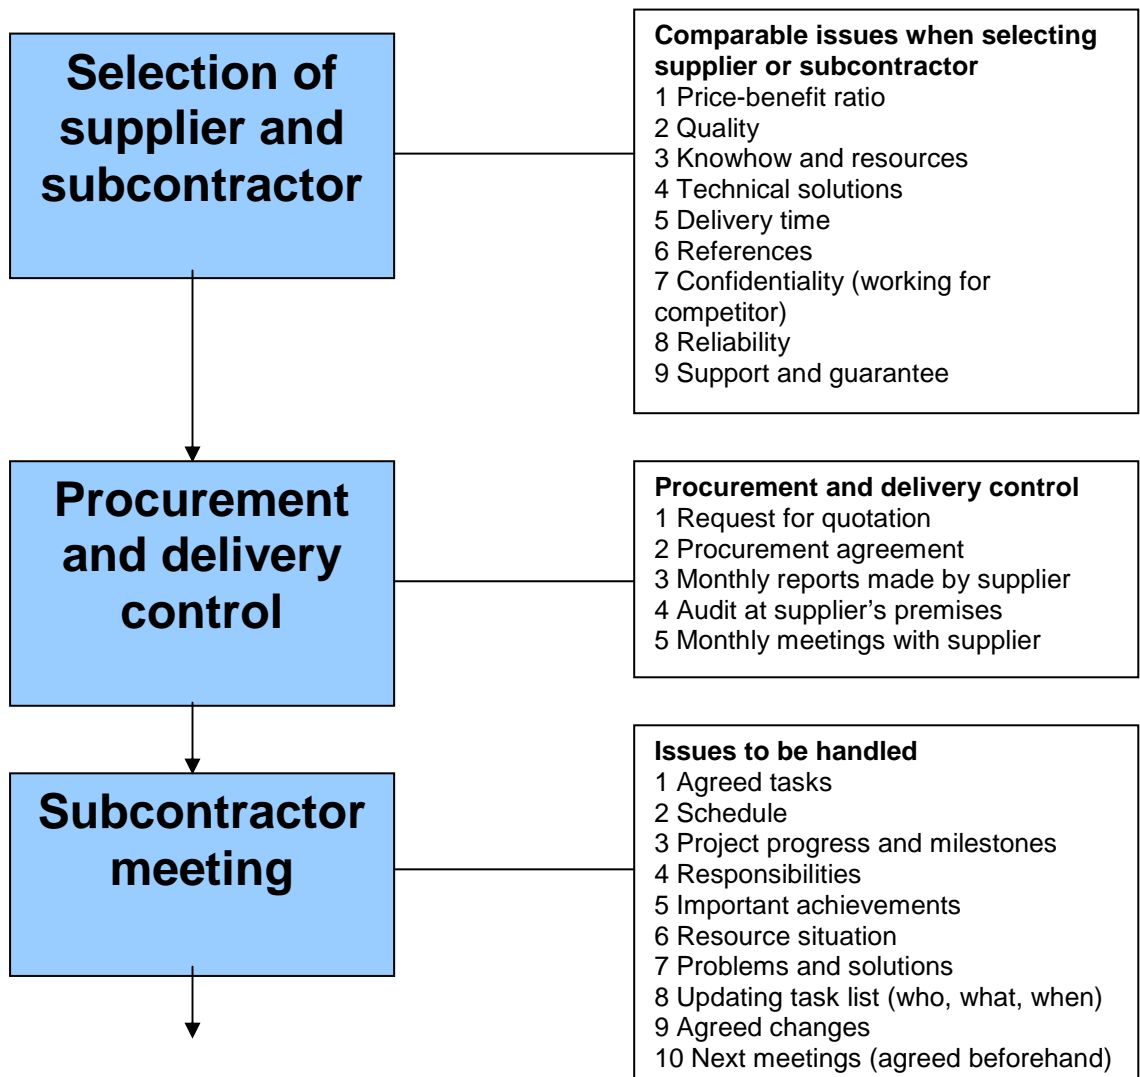 Selection of
supplier and
subcontractor
Comparable issues when selecting
supplier or subcontractor
1 Price-benefit ratio
2 Quality
3 Knowhow and resources
4 Technical solutions
5 Delivery time
6 References
7 Confidentiality (working for
competitor)
8 Reliability
9 Support and guarantee
Procurement
and delivery
control
Procurement and delivery control
1 Request for quotation
2 Procurement agreement
3 Monthly reports made by supplier
4 Audit at supplier’s premises
5 Monthly meetings with supplier
Subcontractor
meeting
Issues to be handled
1 Agreed tasks
2 Schedule
3 Project progress and milestones
4 Responsibilities
5 Important achievements
6 Resource situation
7 Problems and solutions
8 Updating task list (who, what, when)
9 Agreed changes
10 Next meetings (agreed beforehand)